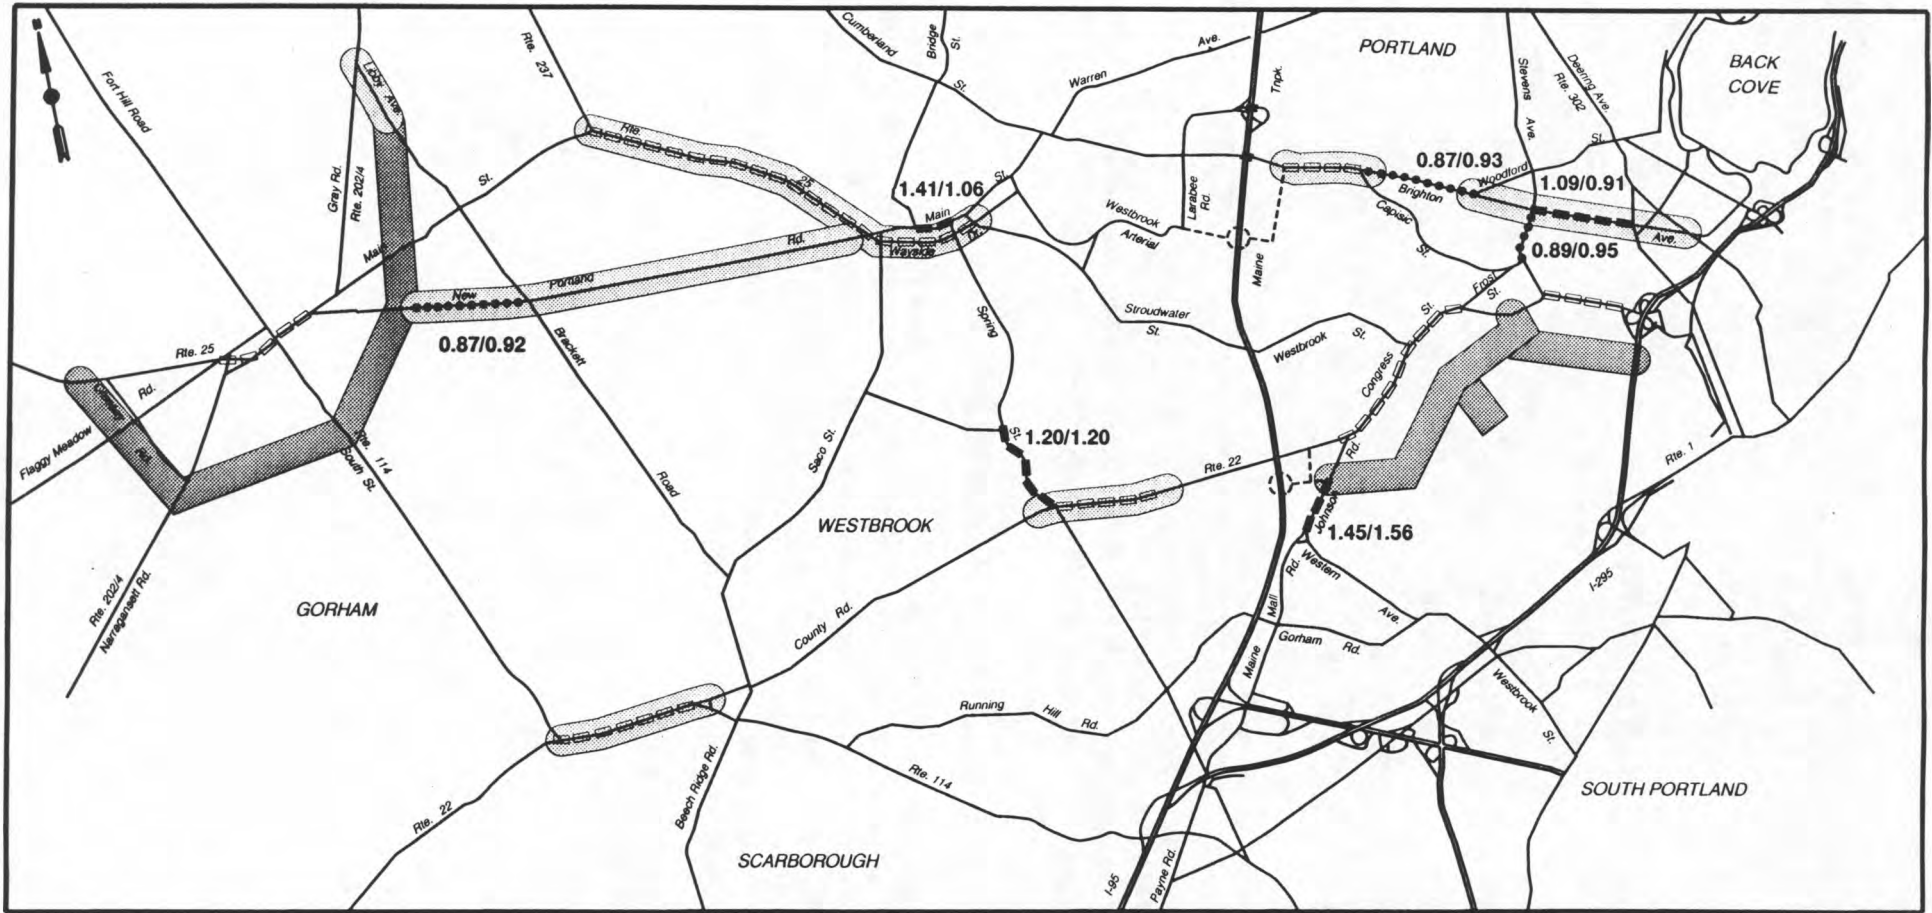 N
Fort Hill Road
Libby Ave.
Rte. 237
Cumberland
St.
Bridge
St.
Warren
Ave.
Tnpk.
Maine
PORTLAND
Stevens
Ave.
Deering Ave.
Rte. 302
BACK
COVE
Gray Rd.
Rte. 202/4
Main
St.
Rte.
25
1.41/1.06
Main
St.
Wayside
Dr.
Westbrook
Arterial
Larabee
Rd.
0.87/0.93
Woodford
St.
Brighton
Ave.
1.09/0.91
Capisic
St.
0.89/0.95
Frost
St.
New
Portland
Rd.
0.87/0.92
Brackett
Road
Spring
St.
Stroudwater
St.
Westbrook
St.
Congress
St.
Rte. 25
Rd.
Flaggy Meadow
Rd.
Rte. 114
South St.
Saco St.
1.20/1.20
Rte. 22
Rd.
Johnson
1.45/1.56
WESTBROOK
Rte. 1
I-295
Western
Ave.
Rte. 202/4
Narragansett Rd.
GORHAM
County Rd.
Rd.
Mall
Maine
Gorham
Rd.
Westbrook
St.
Running Hill Rd.
Rte. 22
Beech Ridge Rd.
Rte. 114
SOUTH PORTLAND
SCARBOROUGH
I-95
Payne Rd.